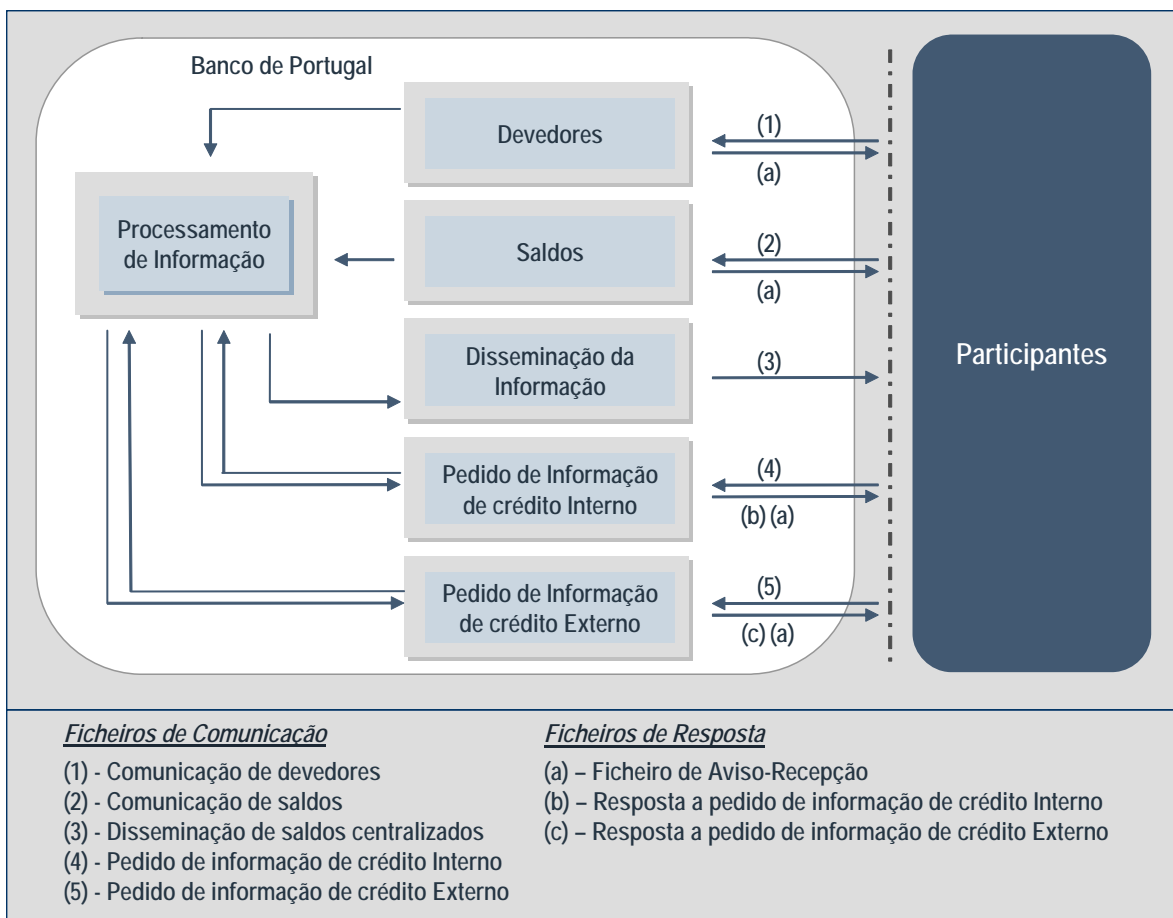 Banco de Portugal
Devedores
(1)
(a)
Processamento
de Informação
Saldos
(2)
(a)
Disseminação da
Informação
(3)
Participantes
Pedido de Informação
de crédito Interno
(4)
(b) (a)
Pedido de Informação
de crédito Externo
(5)
(c) (a)
Ficheiros de Comunicação
(1) - Comunicação de devedores
(2) - Comunicação de saldos
(3) - Disseminação de saldos centralizados
(4) - Pedido de informação de crédito Interno
(5) - Pedido de informação de crédito Externo
Ficheiros de Resposta
(a) – Ficheiro de Aviso-Recepção
(b) – Resposta a pedido de informação de crédito Interno
(c) – Resposta a pedido de informação de crédito Externo